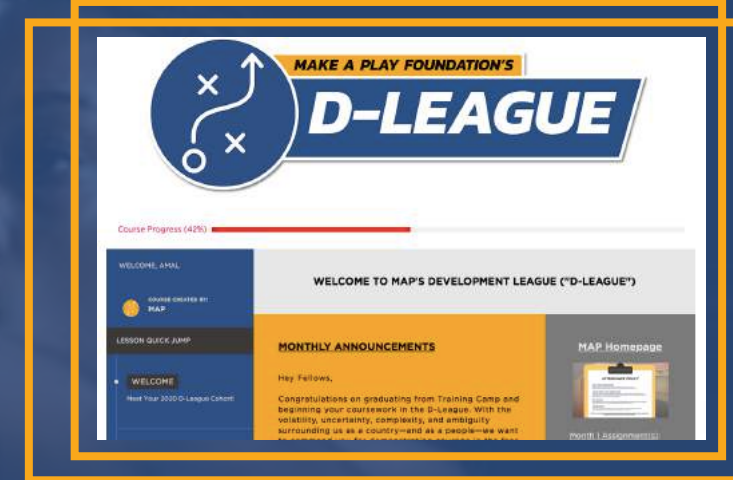 MAKE A PLAY FOUNDATION'S
D-LEAGUE
Course Progress (42%)
WELCOME, AMAL
COURSE CREATED BY:
MAP
LESSON QUICK JUMP
WELCOME
Meet Your 2020 D-League Cohort!
WELCOME TO MAP'S DEVELOPMENT LEAGUE ("D-LEAGUE")
MONTHLY ANNOUNCEMENTS
Hey Fellows,
Congratulations on graduating from Training Camp and
beginning your coursework in the D-League. With the
volatility, uncertainty, complexity, and ambiguity
surrounding us as a country—and as a people—we want
MAP Homepage
Month 1 Assignment(s):